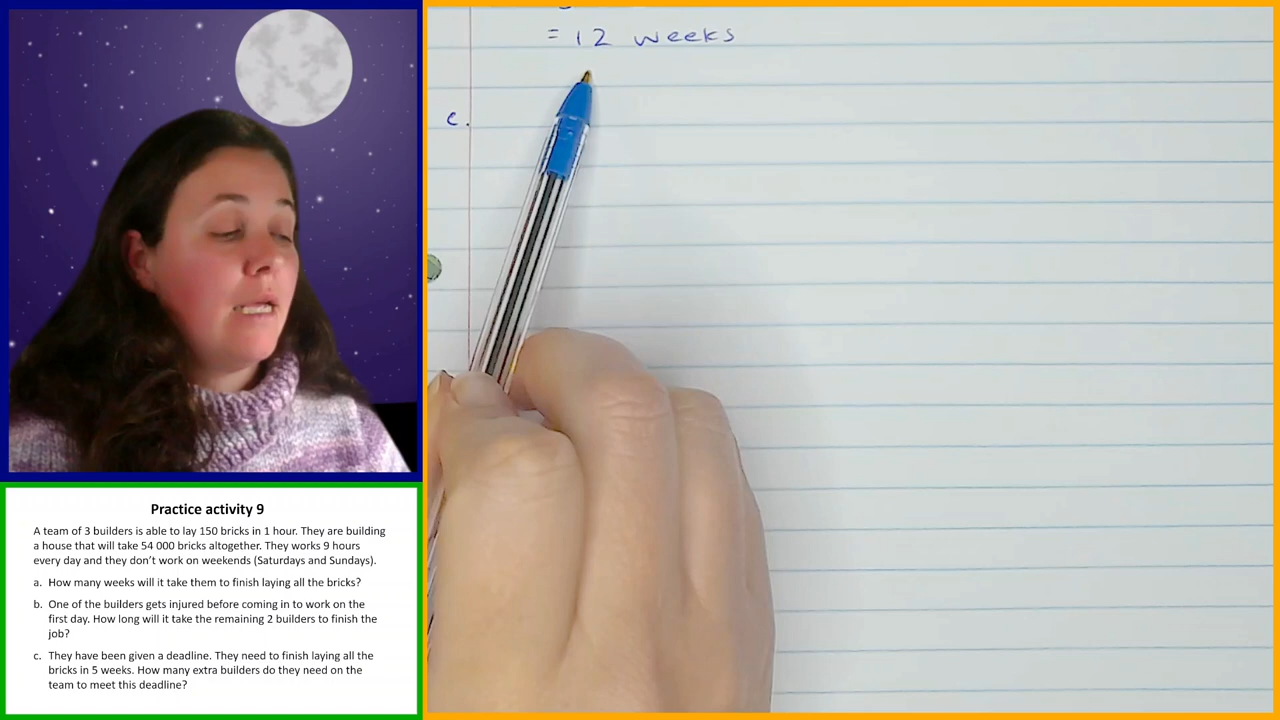 = 12 weeks
c.
Practice activity 9
A team of 3 builders is able to lay 150 bricks in 1 hour. They are building
a house that will take 54 000 bricks altogether. They works 9 hours
every day and they don't work on weekends (Saturdays and Sundays).
a. How many weeks will it take them to finish laying all the bricks?
b. One of the builders gets injured before coming in to work on the
first day. How long will it take the remaining 2 builders to finish the
job?
c. They have been given a deadline. They need to finish laying all the
bricks in 5 weeks. How many extra builders do they need on the
team to meet this deadline?